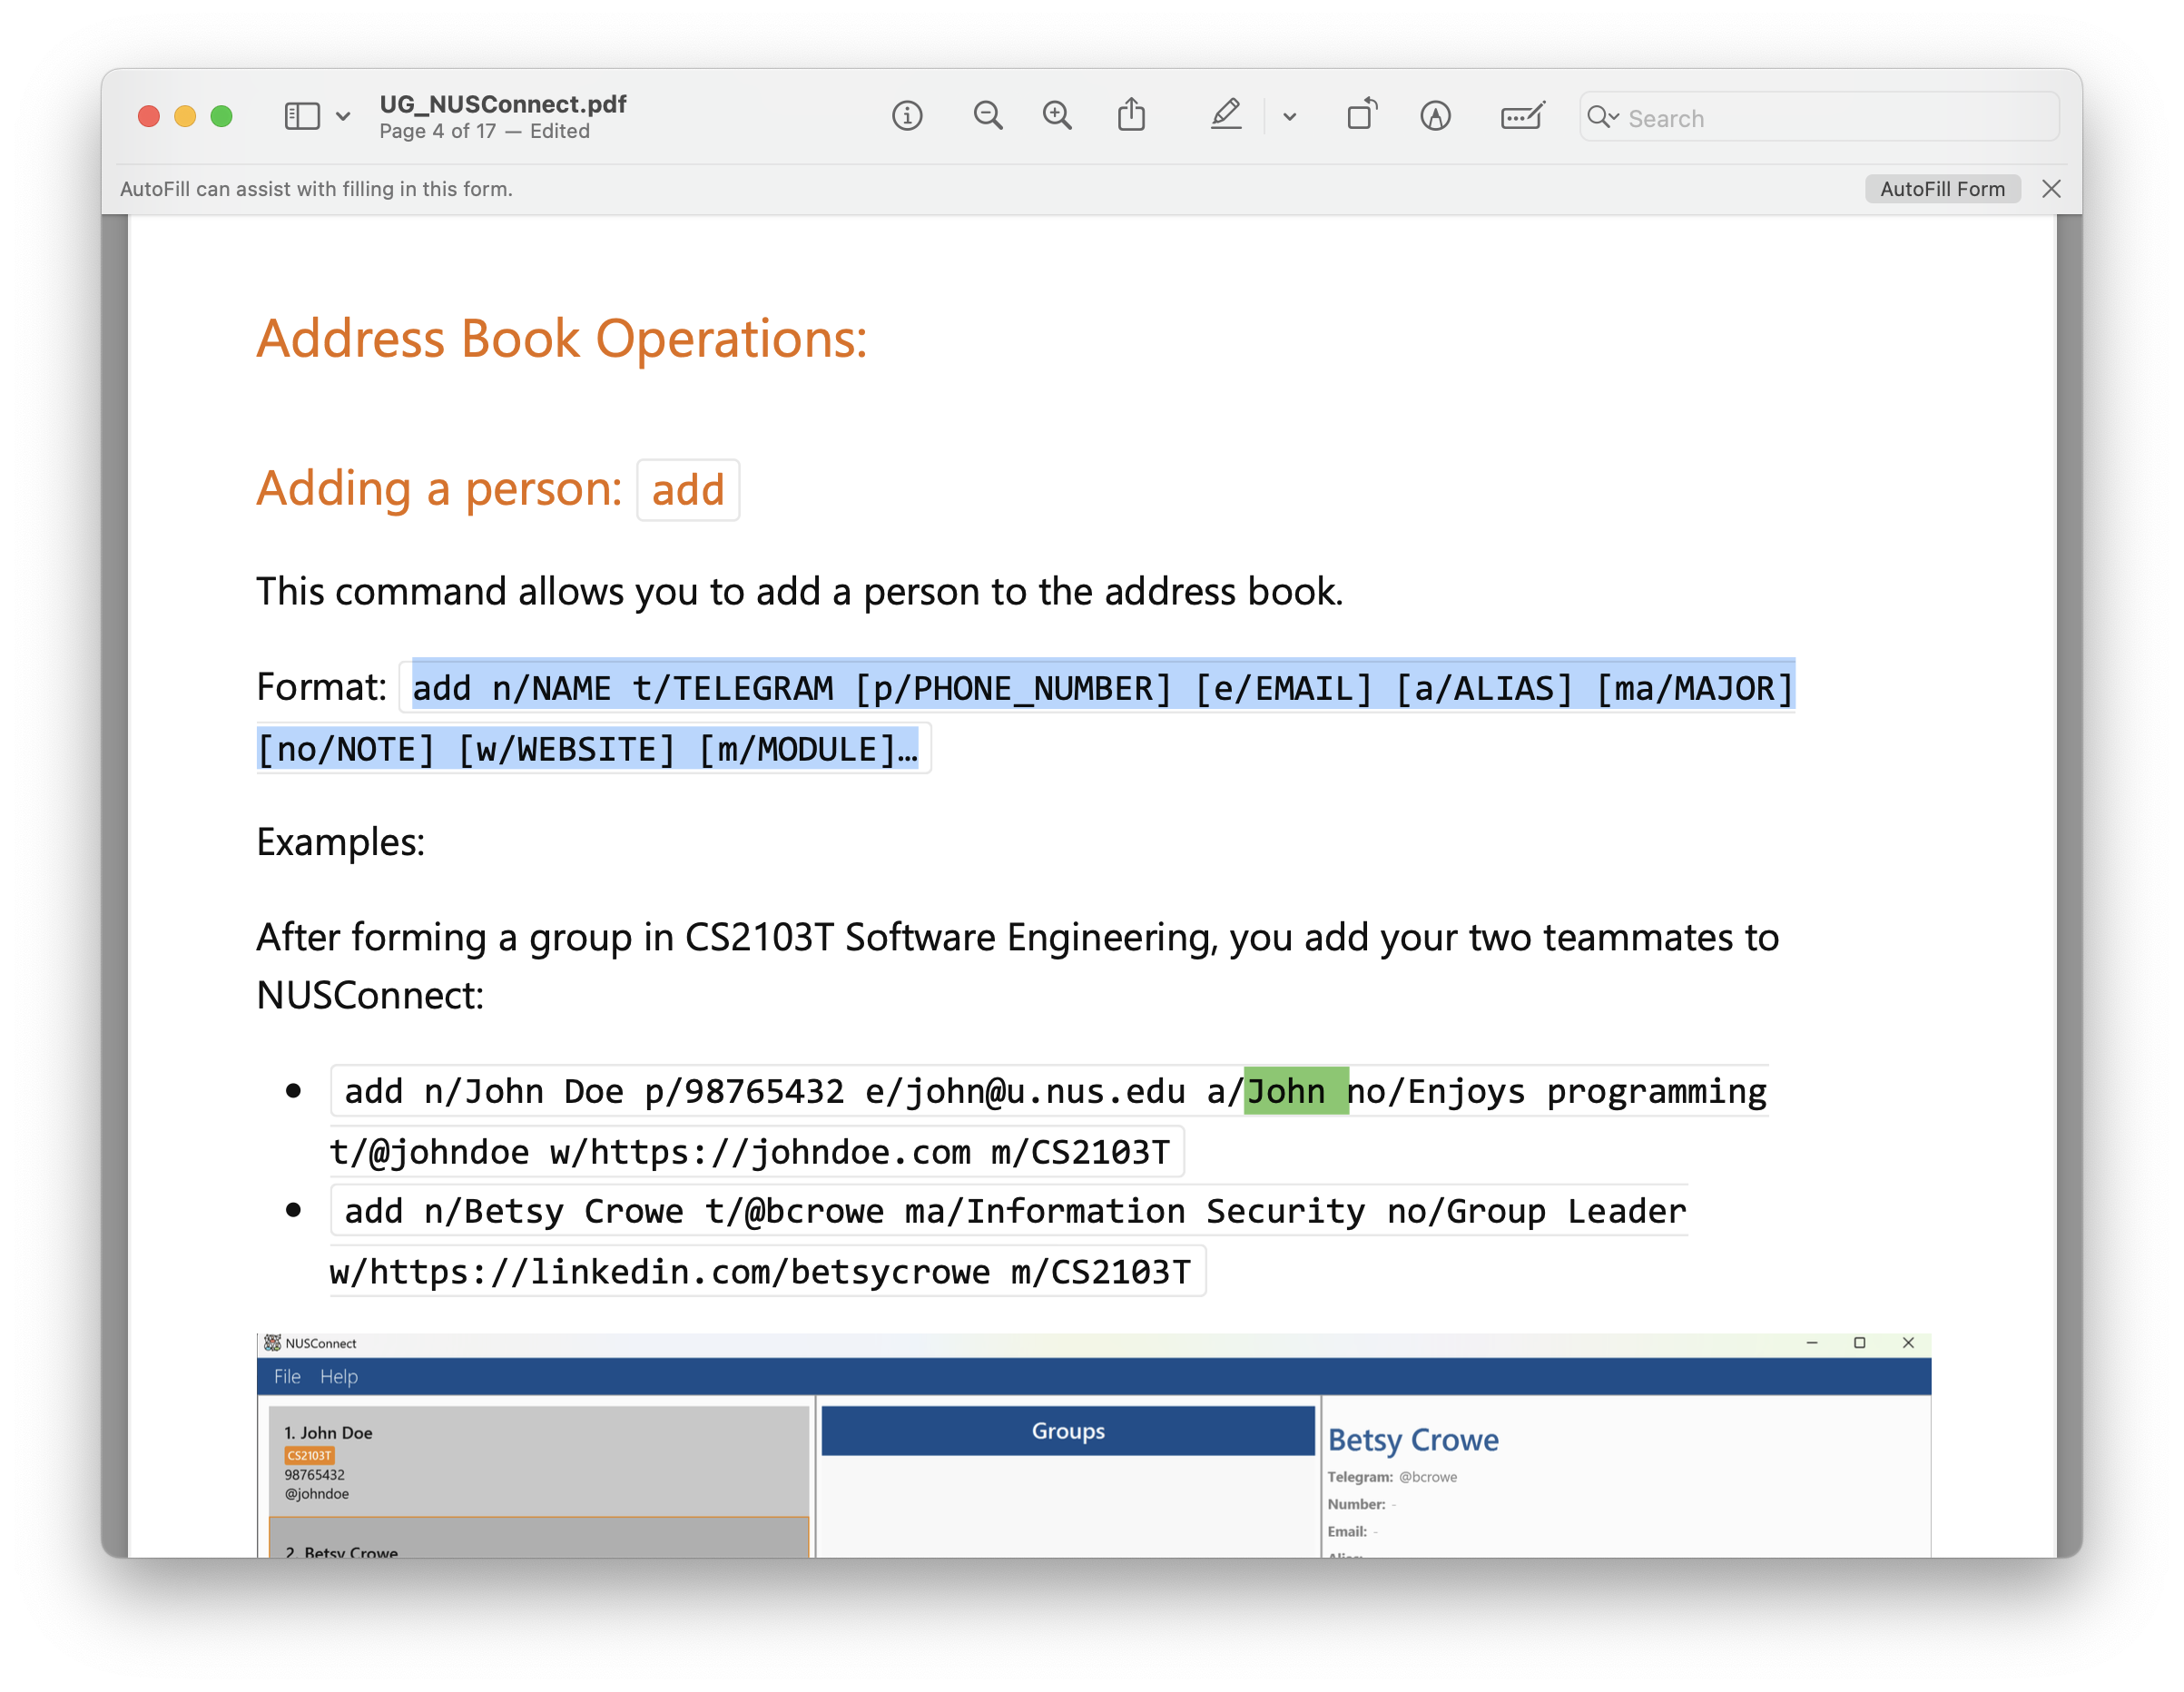 UG_NUSConnect.pdf
Page 4 of 17 — Edited
Search
AutoFill can assist with filling in this form.
AutoFill Form
Address Book Operations:
Adding a person: add
This command allows you to add a person to the address book.
Format: add n/NAME t/TELEGRAM [p/PHONE_NUMBER] [e/EMAIL] [a/ALIAS] [ma/MAJOR]
[no/NOTE] [w/WEBSITE] [m/MODULE]…
Examples:
After forming a group in CS2103T Software Engineering, you add your two teammates to
NUSConnect:
• add n/John Doe p/98765432 e/john@u.nus.edu a/John no/Enjoys programming
t/@johndoe w/https://johndoe.com m/CS2103T
• add n/Betsy Crowe t/@bcrowe ma/Information Security no/Group Leader
w/https://linkedin.com/betsycrowe m/CS2103T
NUSConnect
File Help
1. John Doe
CS2103T
98765432
@johndoe
2. Betsy Crowe
Groups
Betsy Crowe
Telegram: @bcrowe
Number: -
Email: -